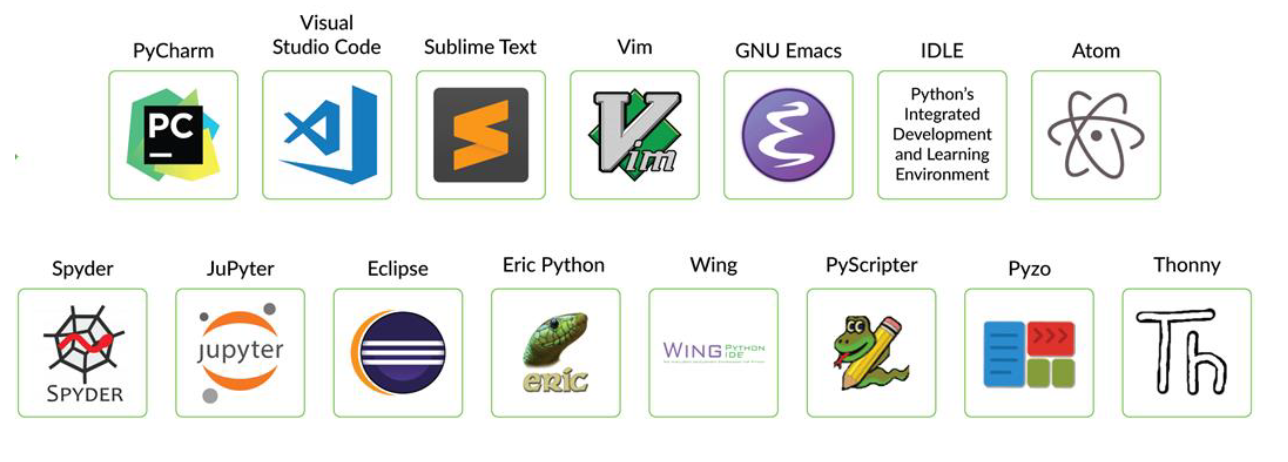 Visual
PyCharm Studio Code Sublime Text Vim GNU Emacs IDLE Atom
PC
Vim
Python's
Integrated
Development
and Learning
Environment
Spyder JuPyter Eclipse Eric Python Wing PyScripter Pyzo Thonny
SPYDER
jupyter
eric
WING PYTHON
IDE
Th